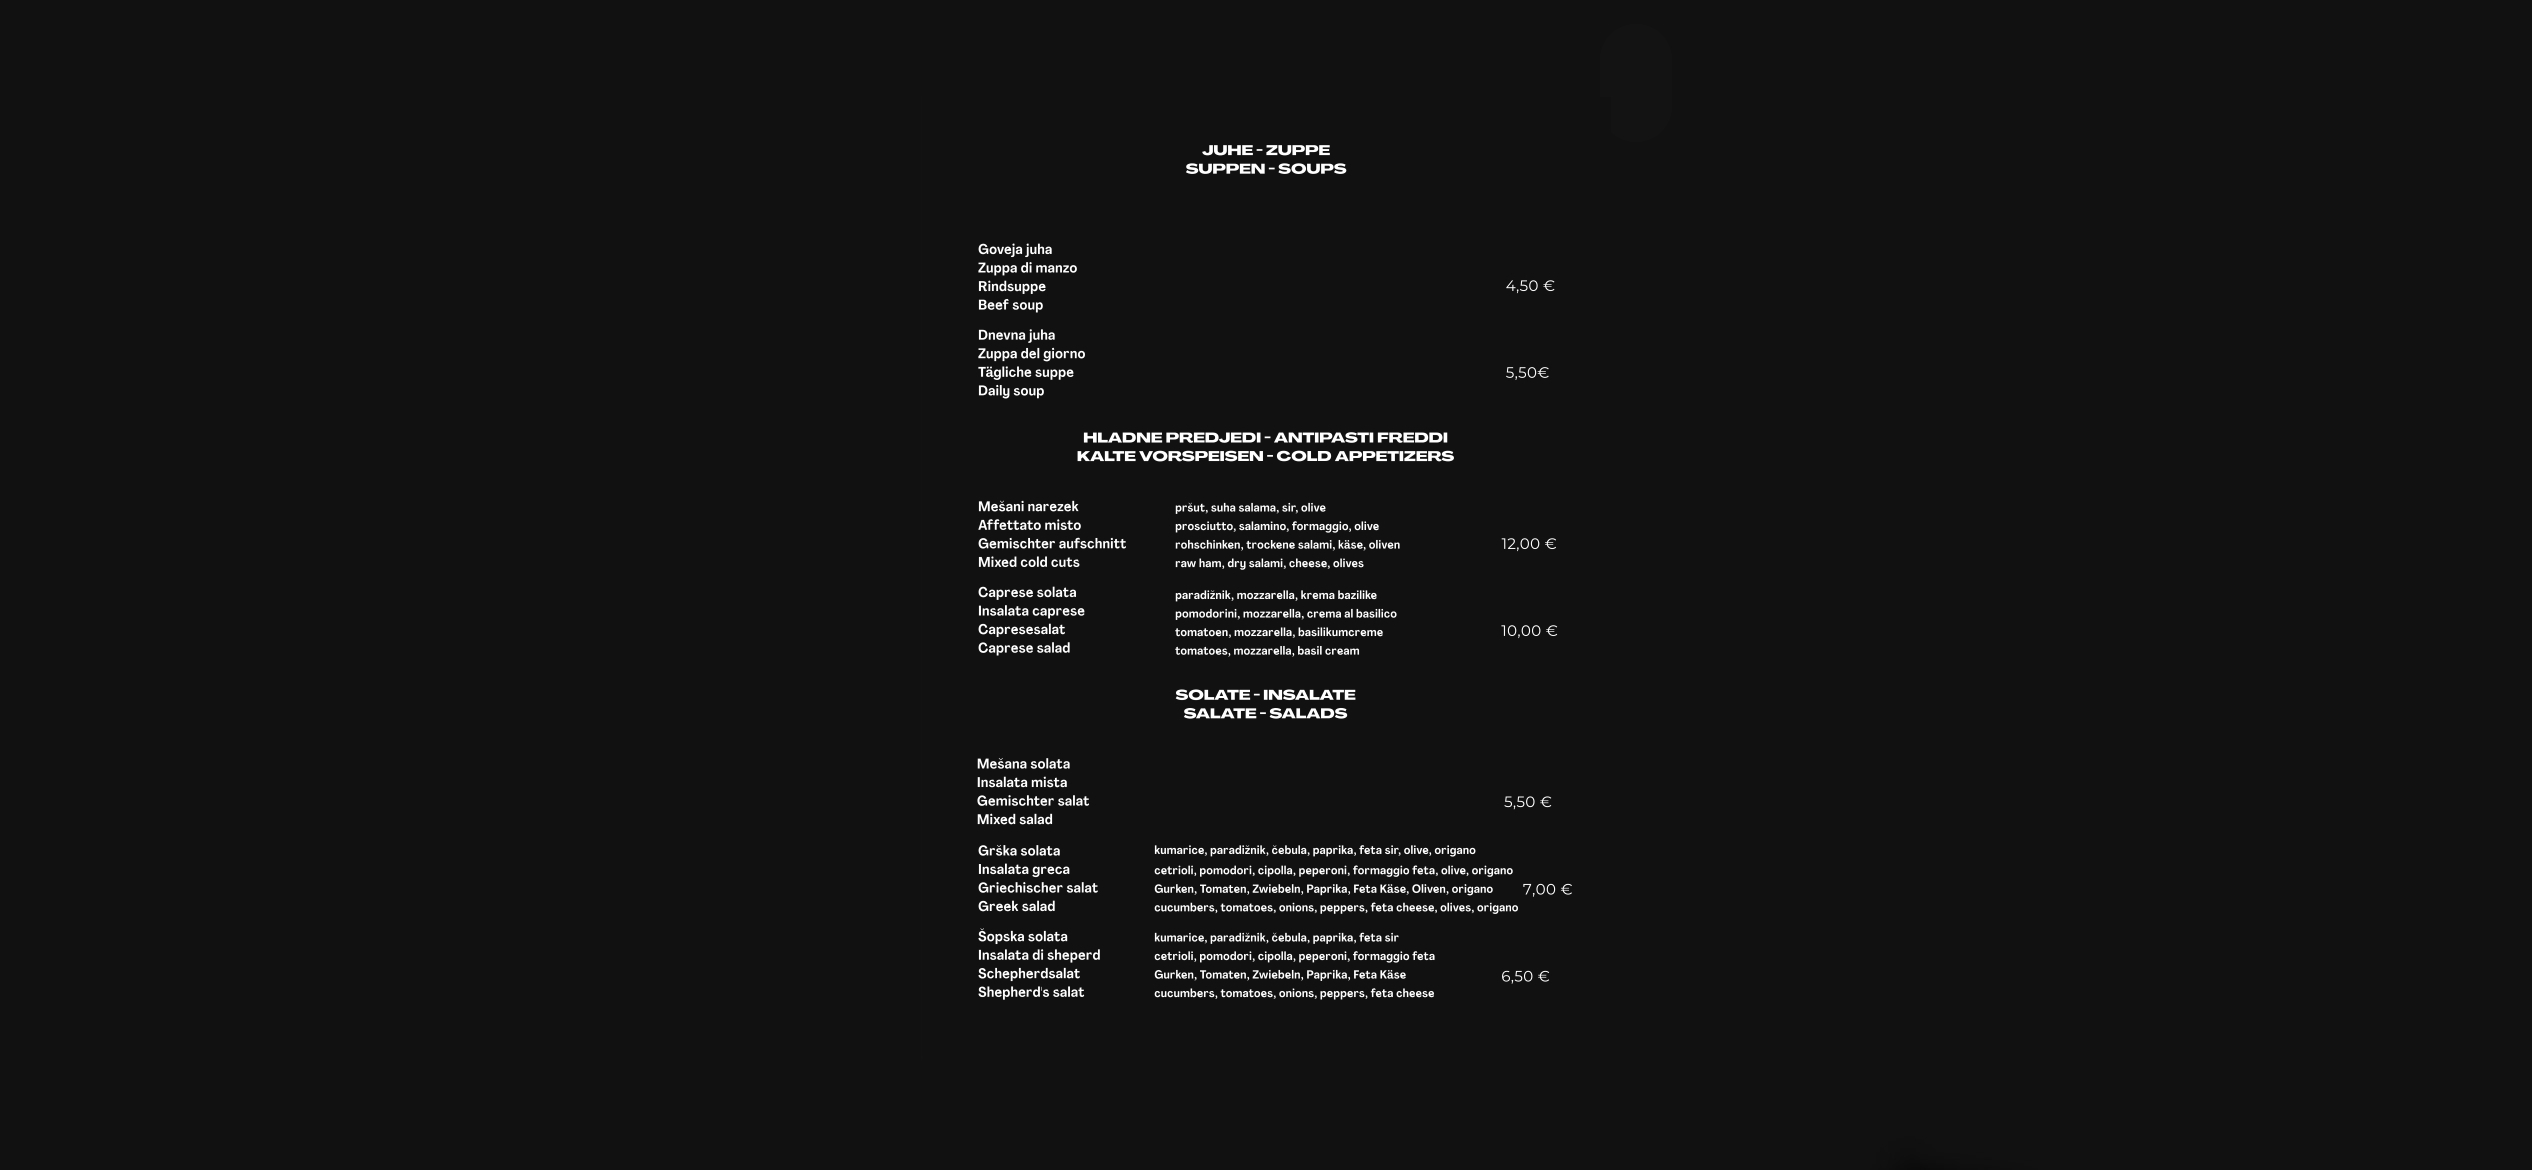 JUHE - ZUPPE
SUPPEN - SOUPS
Goveja juha
Zuppa di manzo
Rindsuppe
Beef soup
4,50 €
Dnevna juha
Zuppa del giorno
Tägliche suppe
Daily soup
5,50€
HLADNE PREDJEDI - ANTIPASTI FREDDI
KALTE VORSPEISEN - COLD APPETIZERS
Mešani narezek
Affettato misto
Gemischter aufschnitt
Mixed cold cuts
pršut, suha salama, sir, olive
prosciutto, salamino, formaggio, olive
rohschinken, trockene salami, käse, oliven
raw ham, dry salami, cheese, olives
12,00 €
Caprese solata
Insalata caprese
Capresesalat
Caprese salad
paradižnik, mozzarella, krema bazilike
pomodorini, mozzarella, crema al basilico
tomatoen, mozzarella, basilikumcreme
tomatoes, mozzarella, basil cream
10,00 €
SOLATE - INSALATE
SALATE - SALADS
Mešana solata
Insalata mista
Gemischter salat
Mixed salad
5,50 €
Grška solata
Insalata greca
Griechischer salat
Greek salad
kumarice, paradižnik, čebula, paprika, feta sir, olive, origano
cetrioli, pomodori, cipolla, peperoni, formaggio feta, olive, origano
Gurken, Tomaten, Zwiebeln, Paprika, Feta Käse, Oliven, origano
cucumbers, tomatoes, onions, peppers, feta cheese, olives, origano
7,00 €
Šopska solata
Insalata di sheperd
Schepherdsalat
Shepherd's salat
kumarice, paradižnik, čebula, paprika, feta sir
cetrioli, pomodori, cipolla, peperoni, formaggio feta
Gurken, Tomaten, Zwiebeln, Paprika, Feta Käse
cucumbers, tomatoes, onions, peppers, feta cheese
6,50 €